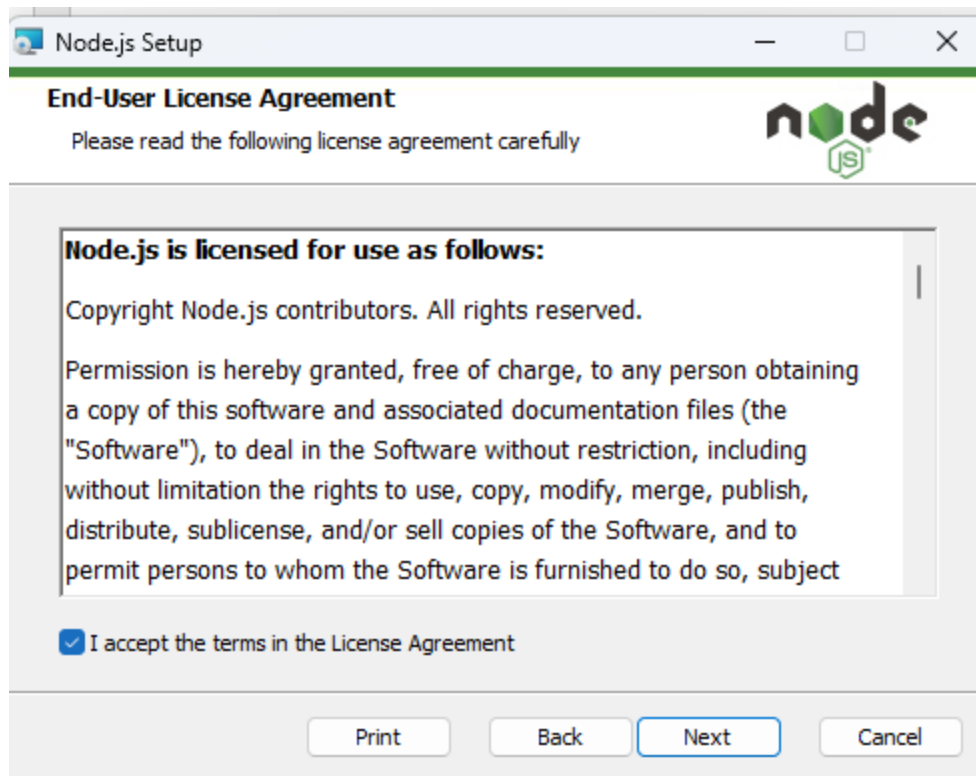 Node.js Setup
End-User License Agreement
Please read the following license agreement carefully
node
JS
Node.js is licensed for use as follows:
Copyright Node.js contributors. All rights reserved.
Permission is hereby granted, free of charge, to any person obtaining
a copy of this software and associated documentation files (the
"Software"), to deal in the Software without restriction, including
without limitation the rights to use, copy, modify, merge, publish,
distribute, sublicense, and/or sell copies of the Software, and to
permit persons to whom the Software is furnished to do so, subject
I accept the terms in the License Agreement
Print Back Next Cancel